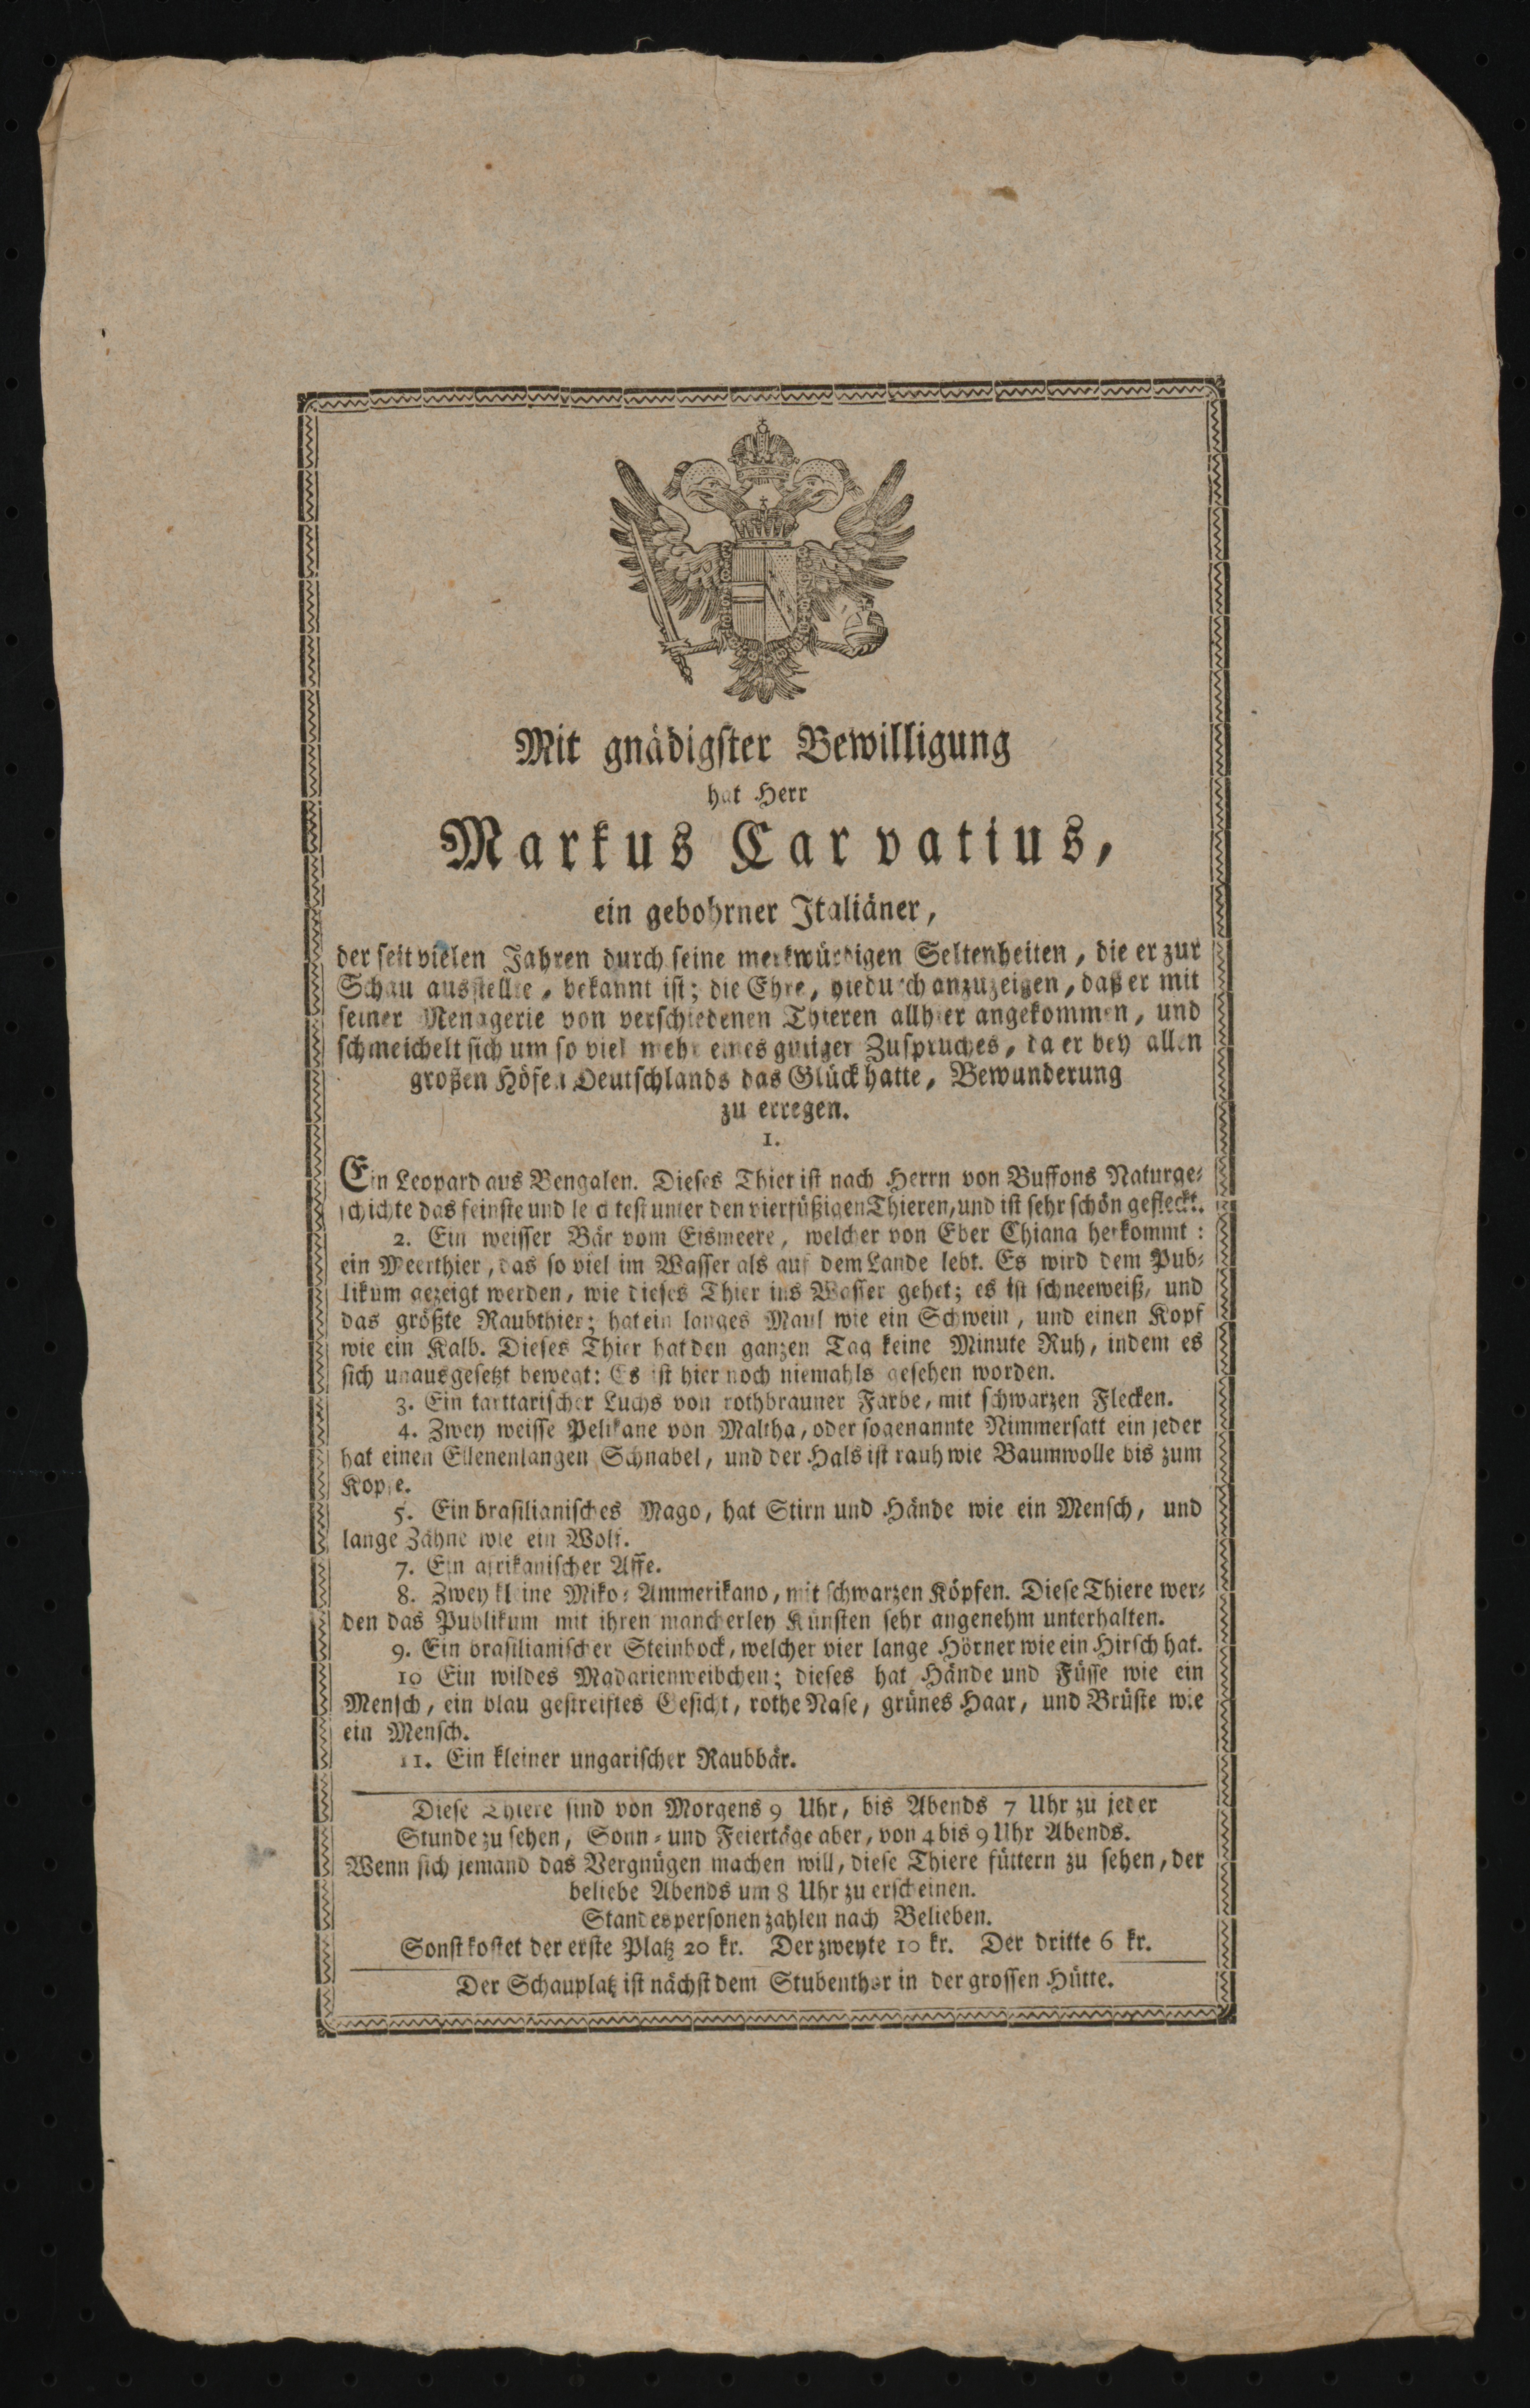 Mit gnädigster Bewilligung
hat Herr
Markus Carvatius,
ein gebohrner Italiäner,
der seit vielen Jahren durch seine merkwürdigen Seltenheiten, die er zur
Schau ausstellte, bekannt ist; die Ehre, hiedurch anzuzeigen, daß er mit
seiner Menagerie von verschiedenen Thieren allhier angekommen, und
schmeichelt sich um so viel mehr eines gütiger Zuspruches, da er bey allen
großen Höfen Deutschlands das Glück hatte, Bewunderung
zu erregen.
1.
Ein Leopard aus Bengalen. Dieses Thier ist nach Herrn von Buffons Naturge-
schichte das feinste und unter den vierfüßigen Thieren, und ist sehr schön gefleckt.
2. Ein weisser Bär vom Eismeere, welcher von Eber Chiana herkommt:
ein Meerthier, das so viel im Wasser als auf dem Lande lebt. Es wird dem Pub-
likum gezeigt werden, wie dieses Thier ins Wasser gehet; es ist schneeweiß, und
das größte Raubthier; hat ein langes Maul wie ein Schwein, und einen Kopf
wie ein Kalb. Dieses Thier hat den ganzen Tag keine Minute Ruh, indem es
sich unausgesetzt bewegt: Es ist hier noch niemahls gesehen worden.
3. Ein tarttarischer Luchs von rothbrauner Farbe, mit schwarzen Flecken.
4. Zwey weisse Pelikane von Maltha, oder sogenannte Nimmersatt ein jeder
hat einen Ellenenlangen Schnabel, und der Hals ist rauh wie Baumwolle bis zum
Kopfe.
5. Ein brasilianisches Mago, hat Stirn und Hände wie ein Mensch, und
lange Zähne wie ein Wolf.
7. Ein afrikanischer Affe.
8. Zwey kleine Miko-Ammerikano, mit schwarzen Köpfen. Diese Thiere wer-
den das Publikum mit ihren mancherley Künsten sehr angenehm unterhalten.
9. Ein brasilianischer Steinbock, welcher vier lange Hörner wie ein Hirsch hat.
10 Ein wildes Madarienweibchen; dieses hat Hände und Füsse wie ein
Mensch, ein blau gestreiftes Gesicht, rothe Nase, grünes Haar, und Brüste wie
ein Mensch.
11. Ein kleiner ungarischer Raubbär.
Diese Thiere sind von Morgens 9 Uhr, bis Abends 7 Uhr zu jeder
Stunde zu sehen, Sonn- und Feiertäge aber, von 4 bis 9 Uhr Abends.
Wenn sich jemand das Vergnügen machen will, diese Thiere füttern zu sehen, der
beliebe Abends um 8 Uhr zu erscheinen.
Standespersonen zahlen nach Belieben.
Sonst kostet der erste Platz 20 kr. Der zweyte 10 kr. Der dritte 6 kr.
Der Schauplatz ist nächst dem Stubenthor in der grossen Hütte.